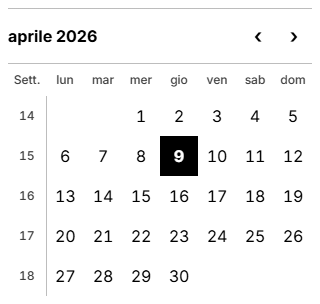 aprile 2026 ‹ ›
Sett. lun mar mer gio ven sab dom
14 1 2 3 4 5
15 6 7 8 9 10 11 12
16 13 14 15 16 17 18 19
17 20 21 22 23 24 25 26
18 27 28 29 30